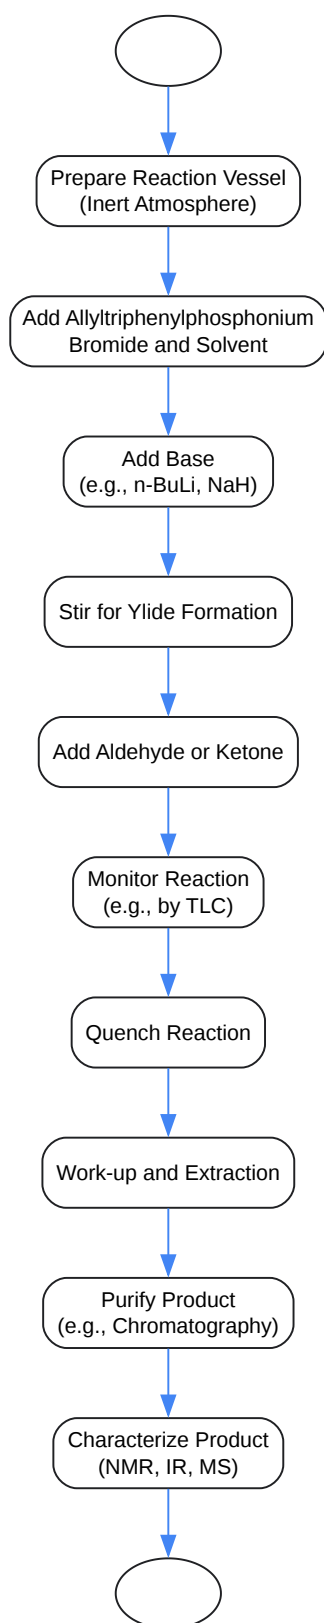 Prepare Reaction Vessel
(Inert Atmosphere)
Add Allyltriphenylphosphonium
Bromide and Solvent
Add Base
(e.g., n-BuLi, NaH)
Stir for Ylide Formation
Add Aldehyde or Ketone
Monitor Reaction
(e.g., by TLC)
Quench Reaction
Work-up and Extraction
Purify Product
(e.g., Chromatography)
Characterize Product
(NMR, IR, MS)